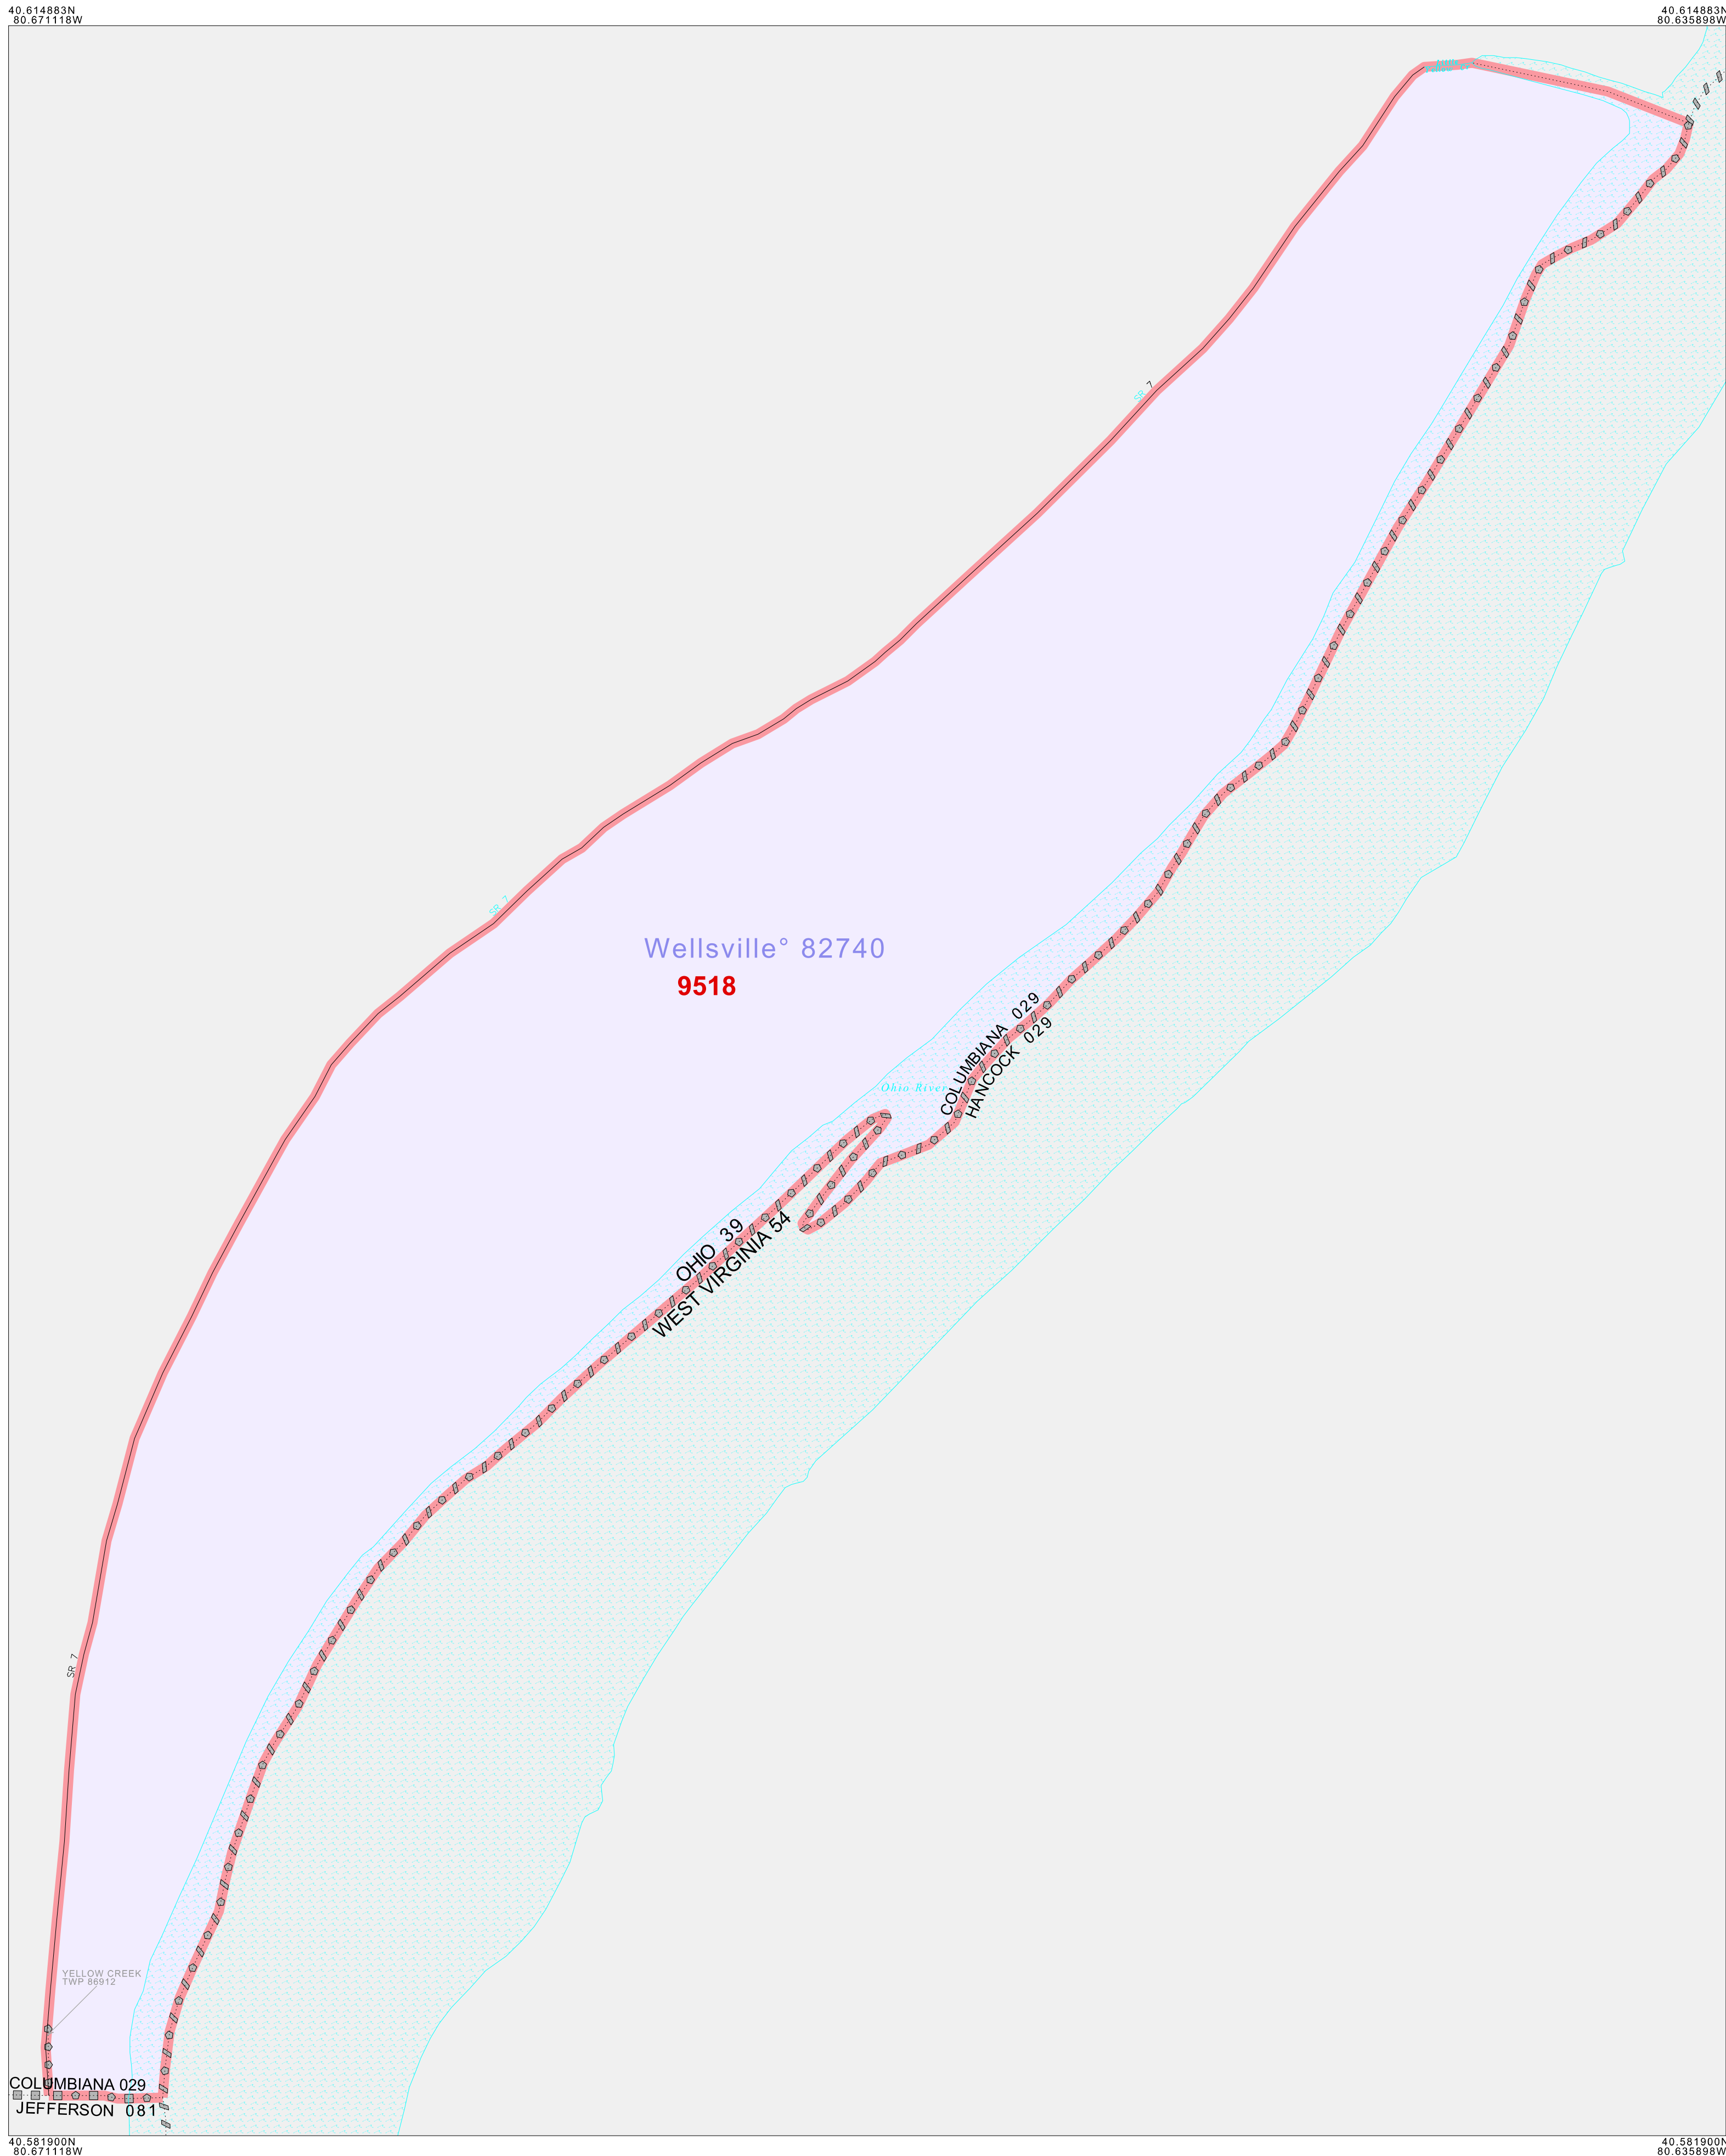 40.614883N
80.671118W
40.614883N
80.635898W
SR 7
SR 7
Wellsville° 82740
9518
COLUMBIANA 029
HANCOCK 029
Ohio River
OHIO 39
WEST VIRGINIA 54
SR 7
YELLOW CREEK
TWP 86912
COLUMBIANA 029
JEFFERSON 081
40.581900N
80.671118W
40.581900N
80.635898W